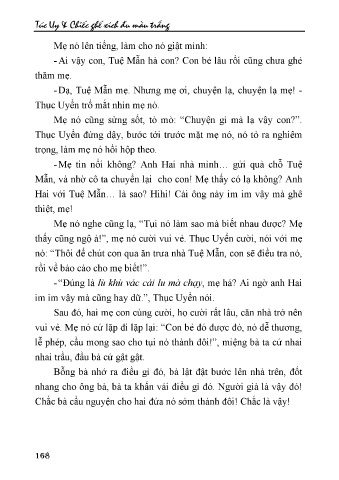 Túc Uy & Chiếc ghế xích đu màu trắng
Mẹ nó lên tiếng, làm cho nó giật mình:
- Ai vậy con, Tuệ Mẫn hả con? Con bé lâu rồi cũng chưa ghé
thăm mẹ.
- Dạ, Tuệ Mẫn mẹ. Nhưng mẹ ơi, chuyện lạ, chuyện lạ mẹ! -
Thục Uyển trố mắt nhìn mẹ nó.
Mẹ nó cũng sửng sốt, tò mò: “Chuyện gì mà lạ vậy con?”.
Thục Uyển đứng dậy, bước tới trước mặt mẹ nó, nó tỏ ra nghiêm
trọng, làm mẹ nó hồi hộp theo.
- Mẹ tin nổi không? Anh Hai nhà mình… gửi quà chỗ Tuệ
Mẫn, và nhờ cô ta chuyển lại cho con! Mẹ thấy có lạ không? Anh
Hai với Tuệ Mẫn… là sao? Hihi! Cái ông này im im vậy mà ghê
thiệt, mẹ!
Mẹ nó nghe cũng lạ, “Tụi nó làm sao mà biết nhau được? Mẹ
thấy cũng ngộ à!”, mẹ nó cười vui vẻ. Thục Uyển cười, nói với mẹ
nó: “Thôi để chút con qua ăn trưa nhà Tuệ Mẫn, con sẽ điều tra nó,
rồi về báo cáo cho mẹ biết!”.
- “Đúng là lù khù vác cái lu mà chạy, mẹ há? Ai ngờ anh Hai
im im vậy mà cũng hay dữ.”, Thục Uyển nói.
Sau đó, hai mẹ con cùng cười, họ cười rất lâu, căn nhà trở nên
vui vẻ. Mẹ nó cứ lặp đi lặp lại: “Con bé đó được đó, nó dễ thương,
lễ phép, cầu mong sao cho tụi nó thành đôi!”, miệng bà ta cứ nhai
nhai trầu, đầu bà cứ gật gật.
Bỗng bà nhớ ra điều gì đó, bà lật đật bước lên nhà trên, đốt
nhang cho ông bà, bà ta khấn vái điều gì đó. Người già là vậy đó!
Chắc bà cầu nguyện cho hai đứa nó sớm thành đôi! Chắc là vậy!
168